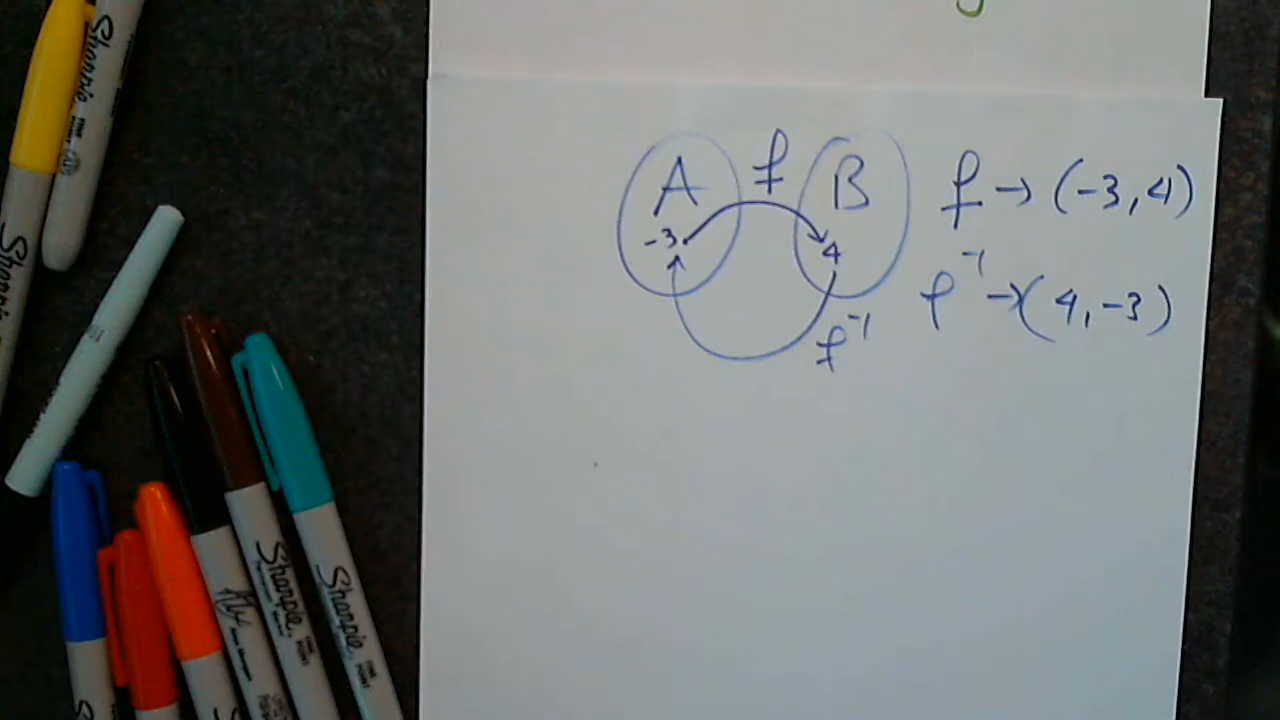 f
A
B
f → (-3, 4)
-3
4
f⁻¹ → (4, -3)
f⁻¹
Sharpie
Sharpie
Sharpie
Sharpie